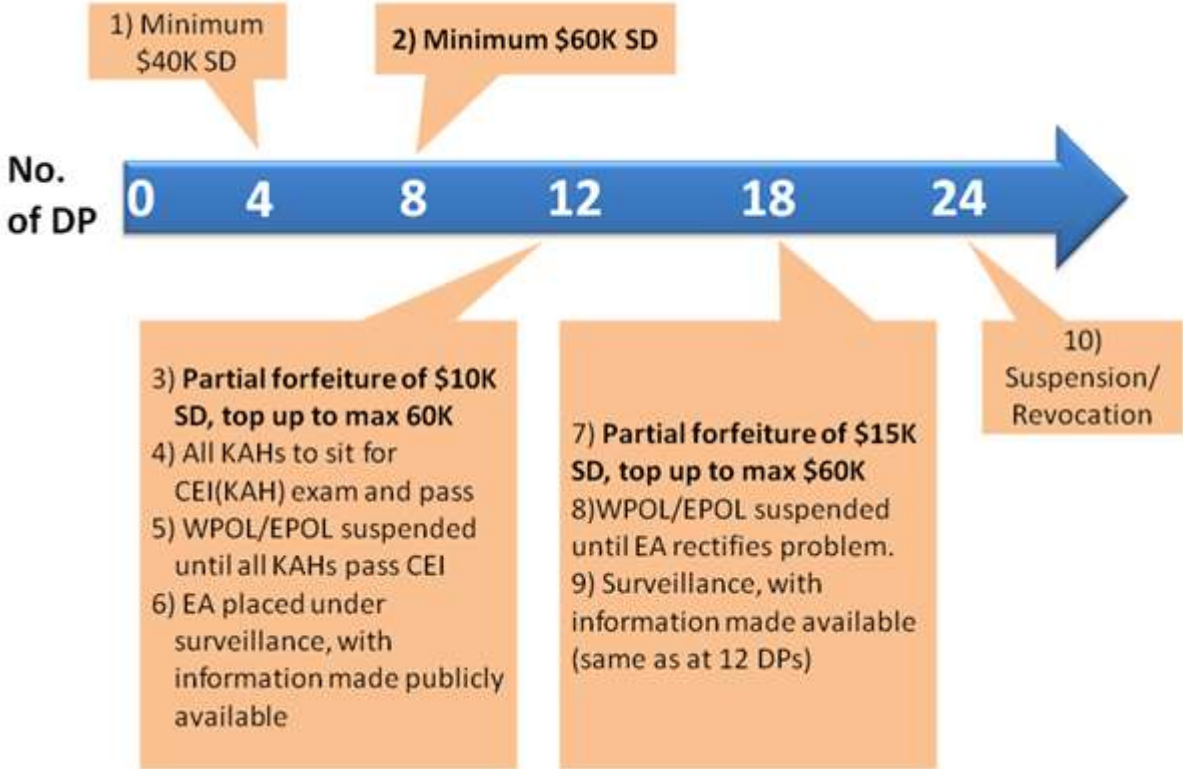 1) Minimum
$40K SD
2) Minimum $60K SD
No.
of DP
0 4 8 12 18 24
3) Partial forfeiture of $10K
SD, top up to max 60K
4) All KAHs to sit for
CEI(KAH) exam and pass
5) WPOL/EPOL suspended
until all KAHs pass CEI
6) EA placed under
surveillance, with
information made publicly
available
7) Partial forfeiture of $15K
SD, top up to max $60K
8)WPOL/EPOL suspended
until EA rectifies problem.
9) Surveillance, with
information made available
(same as at 12 DPs)
10)
Suspension/
Revocation